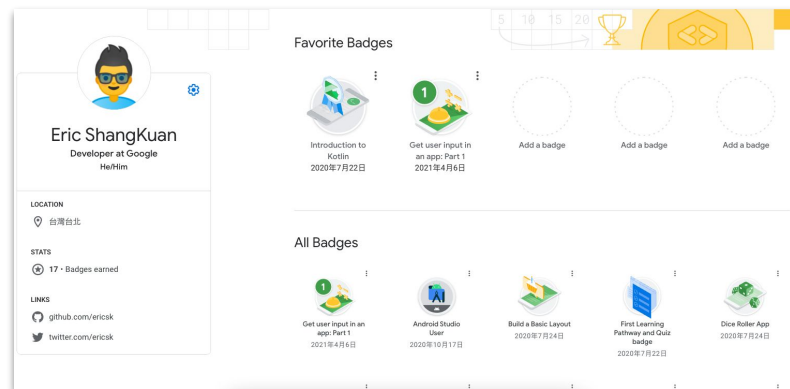 5 10 15 20
Favorite Badges
1
Introduction to
Kotlin
2020年7月22日
Get user input in
an app: Part 1
2021年4月6日
Add a badge
Add a badge
Add a badge
Eric ShangKuan
Developer at Google
He/Him
LOCATION
台灣台北
STATS
17 · Badges earned
LINKS
github.com/ericsk
twitter.com/ericsk
All Badges
1
Get user input in an
app: Part 1
2021年4月6日
Android Studio
User
2020年10月17日
Build a Basic Layout
2020年7月24日
First Learning
Pathway and Quiz
badge
2020年7月22日
Dice Roller App
2020年7月24日